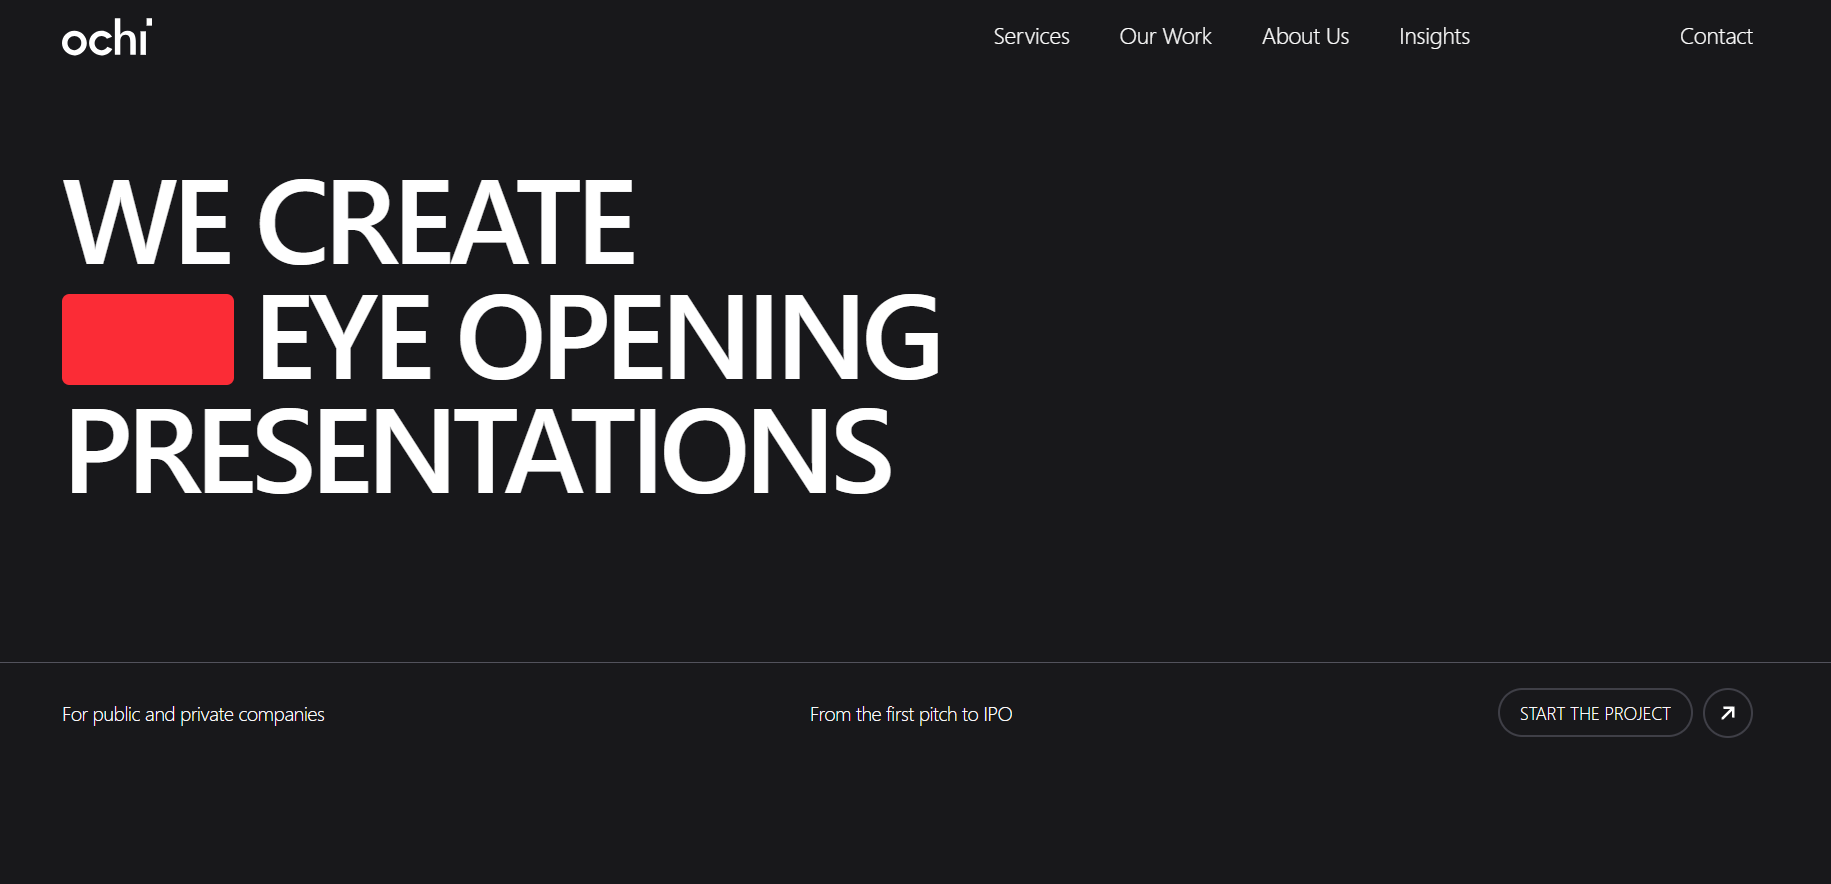 ochi
Services Our Work About Us Insights Contact
WE CREATE
EYE OPENING
PRESENTATIONS
For public and private companies
From the first pitch to IPO
START THE PROJECT